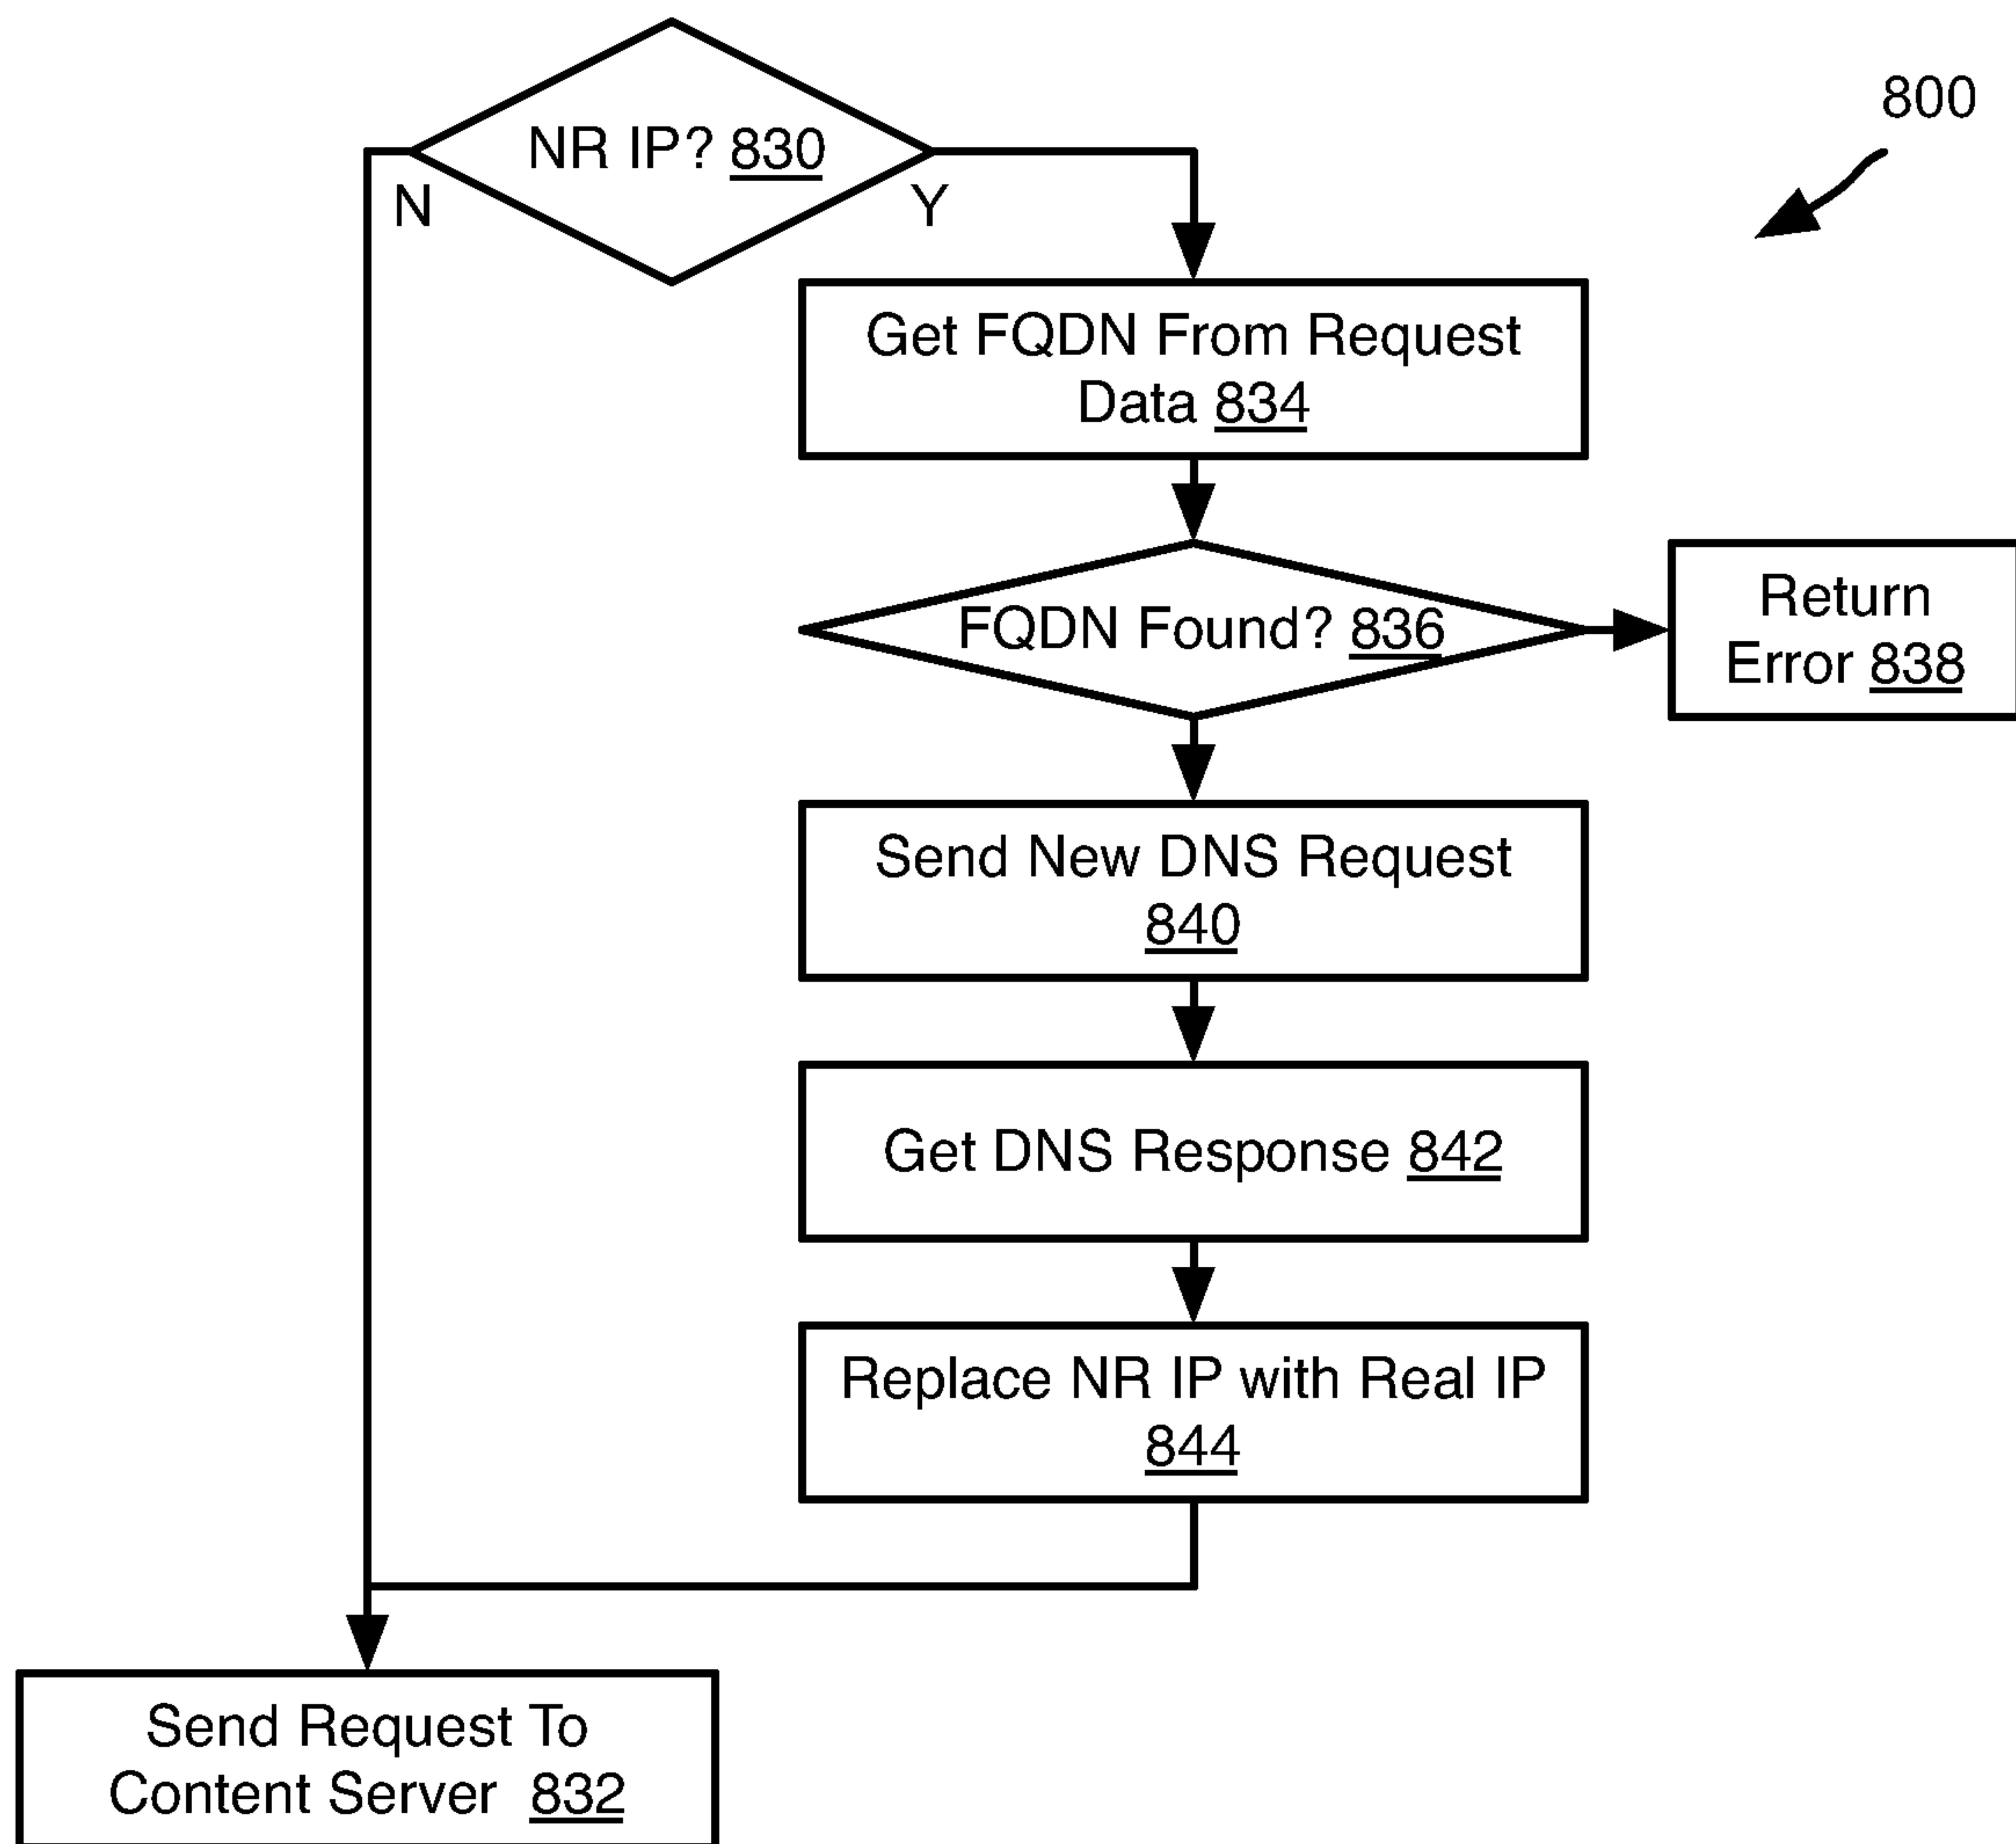 800
NR IP? 830
N
Y
Get FQDN From Request
Data 834
FQDN Found? 836
Return
Error 838
Send New DNS Request
840
Get DNS Response 842
Replace NR IP with Real IP
844
Send Request To
Content Server 832